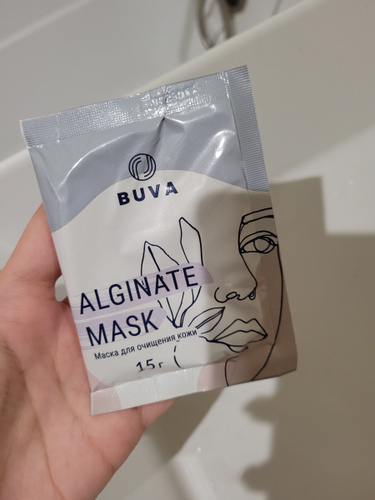 BUVA
ALGINATE
MASK
Маска для очищения кожи
15 г